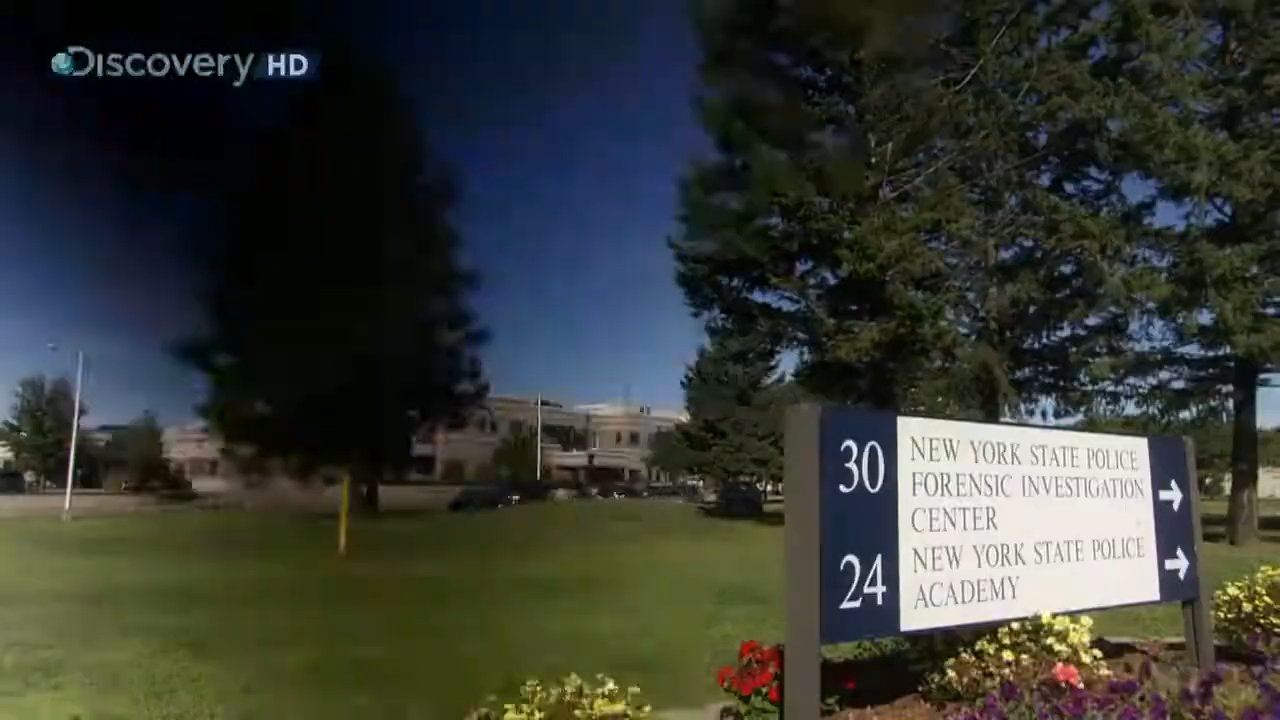 Discovery HD
30 NEW YORK STATE POLICE
FORENSIC INVESTIGATION
CENTER
24 NEW YORK STATE POLICE
ACADEMY